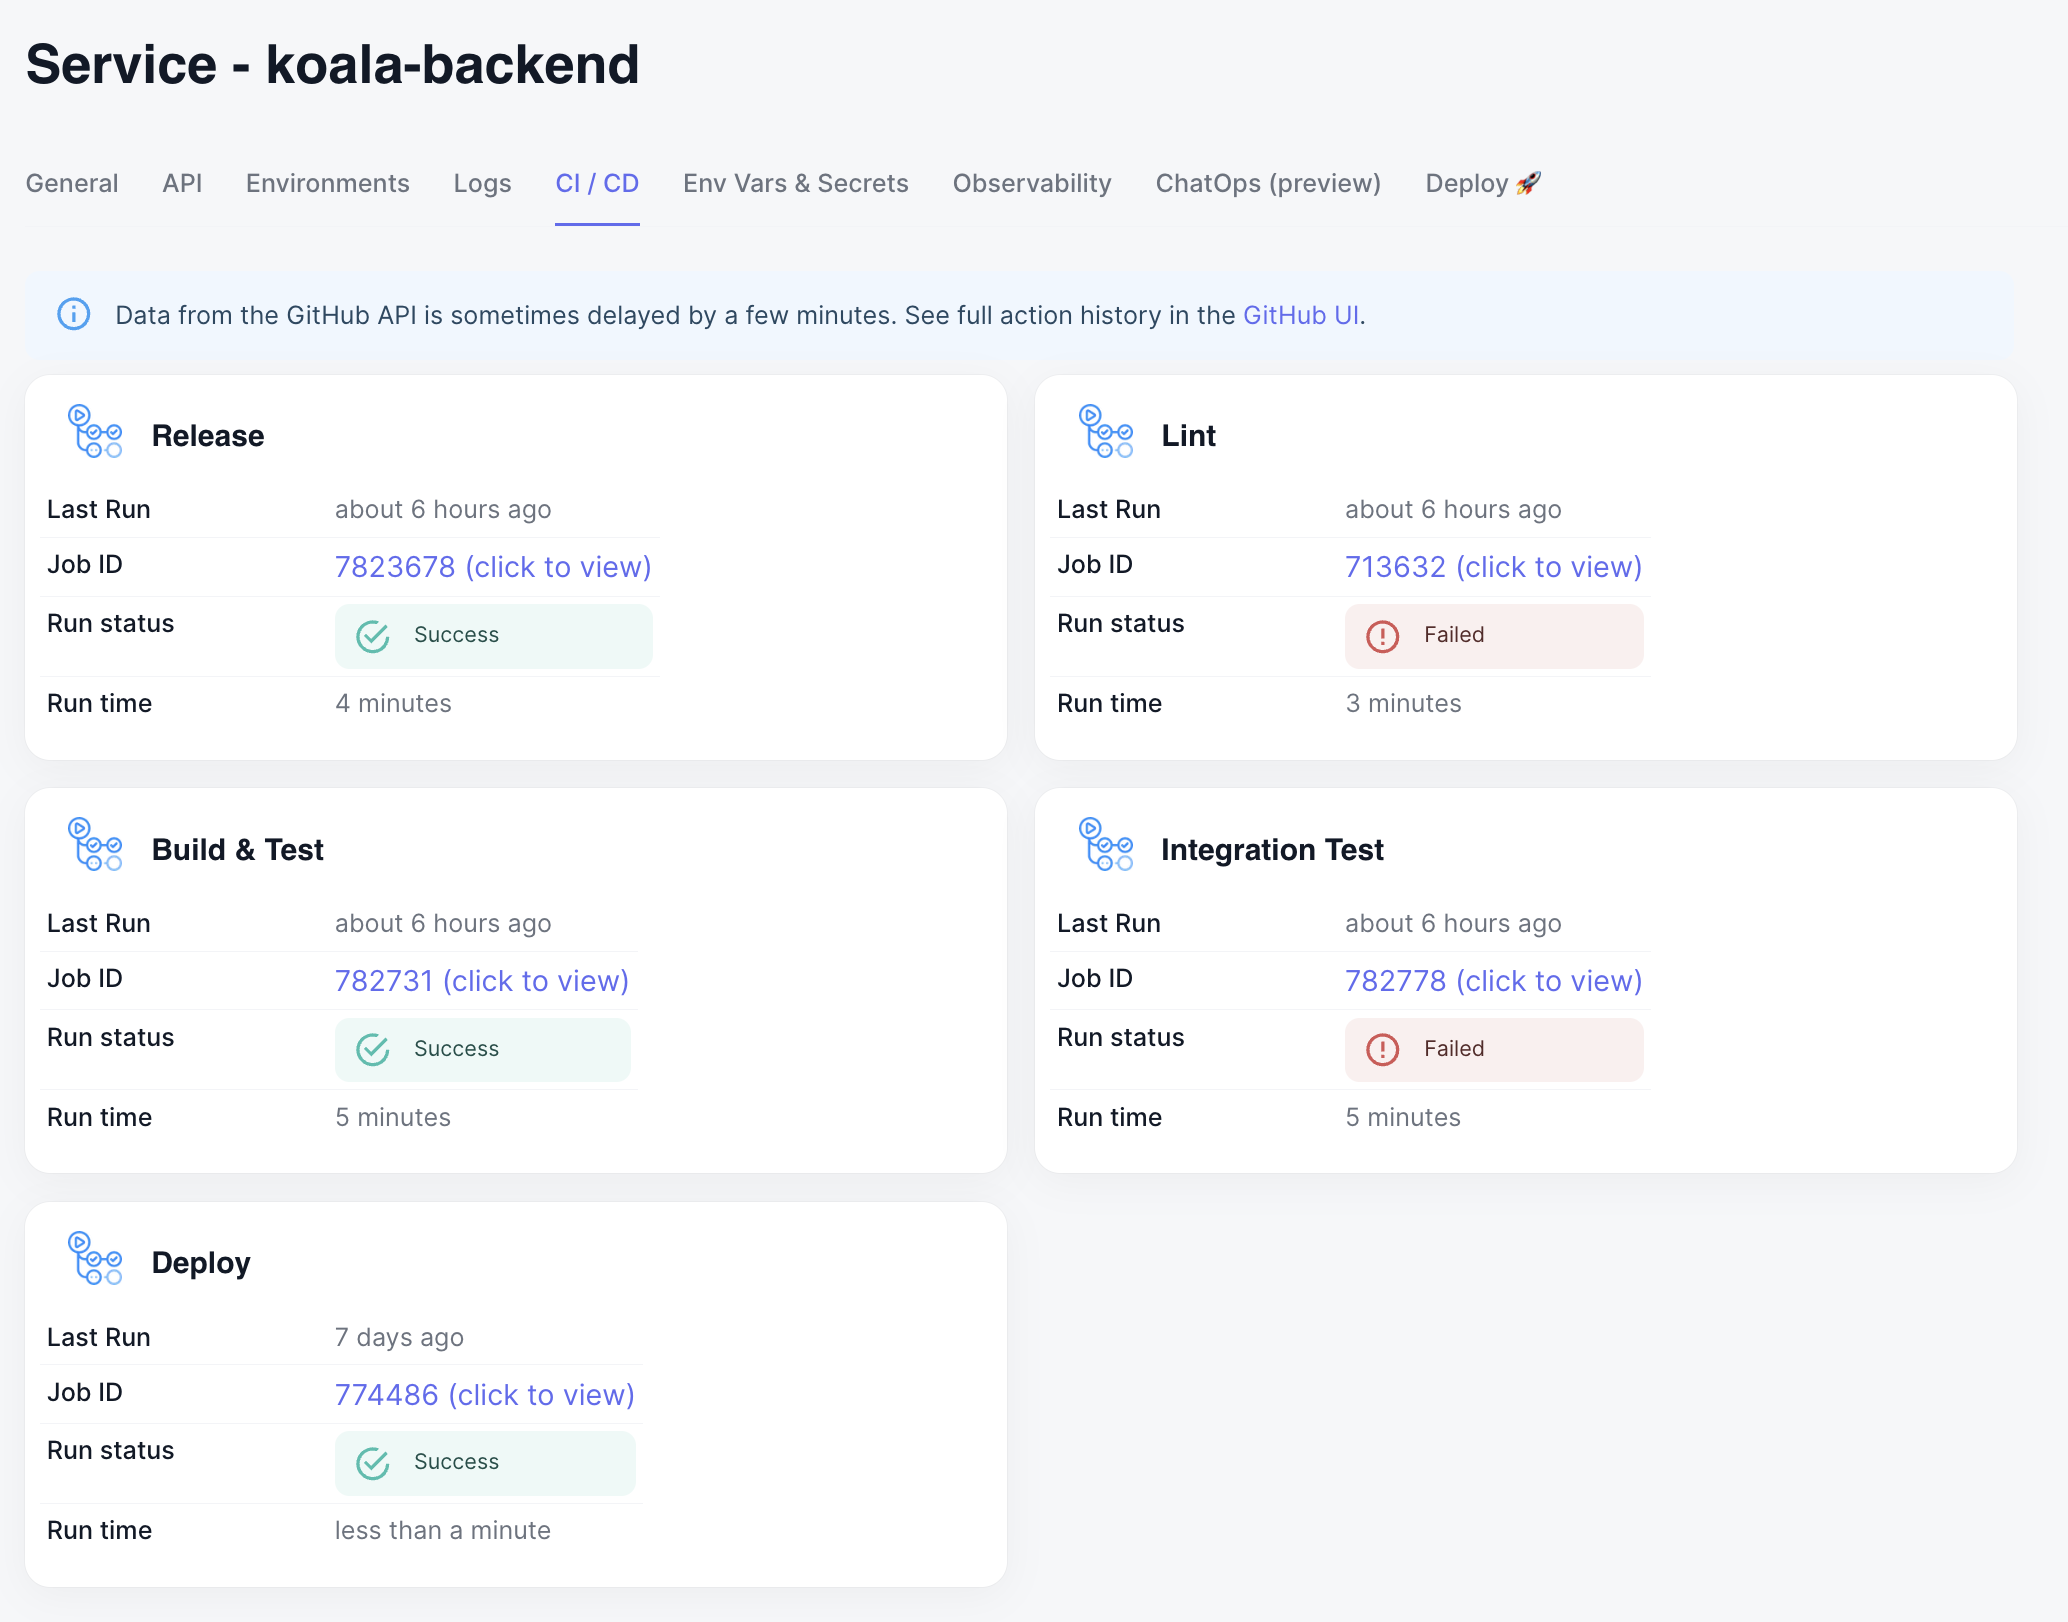 Service - koala-backend
General API Environments Logs CI / CD Env Vars & Secrets Observability ChatOps (preview) Deploy 🚀
Data from the GitHub API is sometimes delayed by a few minutes. See full action history in the GitHub UI.
Release
Last Run about 6 hours ago
Job ID 7823678 (click to view)
Run status Success
Run time 4 minutes
Lint
Last Run about 6 hours ago
Job ID 713632 (click to view)
Run status Failed
Run time 3 minutes
Build & Test
Last Run about 6 hours ago
Job ID 782731 (click to view)
Run status Success
Run time 5 minutes
Integration Test
Last Run about 6 hours ago
Job ID 782778 (click to view)
Run status Failed
Run time 5 minutes
Deploy
Last Run 7 days ago
Job ID 774486 (click to view)
Run status Success
Run time less than a minute